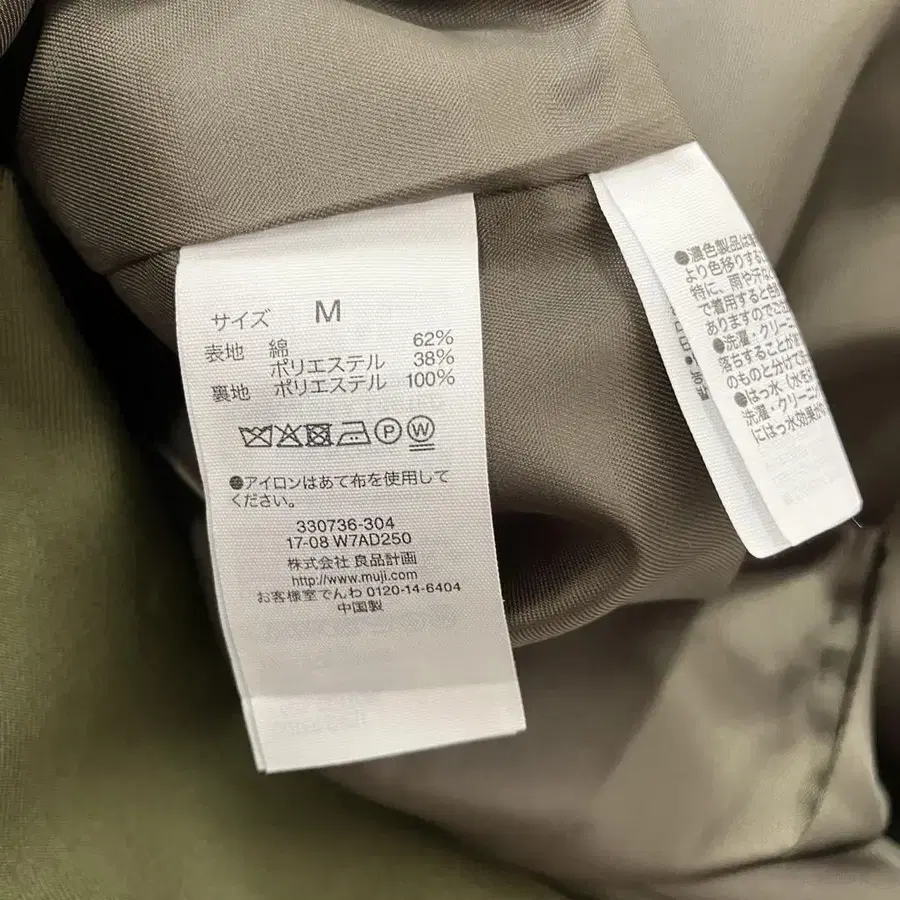 サイズ M
表地 綿 62%
ポリエステル 38%
裏地 ポリエステル 100%
P W
●アイロンはあて布を使用して
ください。
330736-304
17-08 W7AD250
株式会社 良品計画
http://www.muji.com
お客様室でんわ 0120-14-6404
中国製
●濃色製品は
より色移りする
特に、雨や汗な
で着用すると色
ありますのでご
●洗濯・クリーニ
落ちすることが
のものと分けて
●はっ水(水を
洗濯・クリーニ
にはっ水効果が